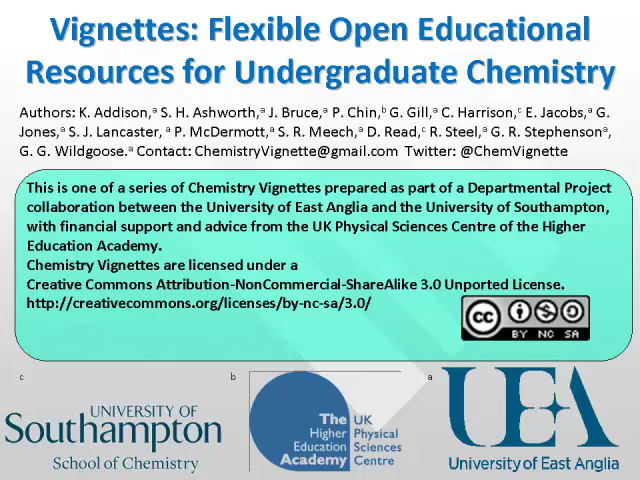 Vignettes: Flexible Open Educational
Resources for Undergraduate Chemistry
Authors: K. Addison,ᵃ S. H. Ashworth,ᵃ J. Bruce,ᵃ P. Chin,ᵇ G. Gill,ᵃ C. Harrison,ᶜ E. Jacobs,ᵃ G.
Jones,ᵃ S. J. Lancaster, ᵃ P. McDermott,ᵃ S. R. Meech,ᵃ D. Read,ᶜ R. Steel,ᵃ G. R. Stephensonᵃ,
G. G. Wildgoose.ᵃ Contact: ChemistryVignette@gmail.com Twitter: @ChemVignette
This is one of a series of Chemistry Vignettes prepared as part of a Departmental Project
collaboration between the University of East Anglia and the University of Southampton,
with financial support and advice from the UK Physical Sciences Centre of the Higher
Education Academy.
Chemistry Vignettes are licensed under a
Creative Commons Attribution-NonCommercial-ShareAlike 3.0 Unported License.
http://creativecommons.org/licenses/by-nc-sa/3.0/
cc
BY NC SA
c
UNIVERSITY OF
Southampton
School of Chemistry
b
The UK
Higher Physical
Education Sciences
Academy Centre
a
UEA
University of East Anglia